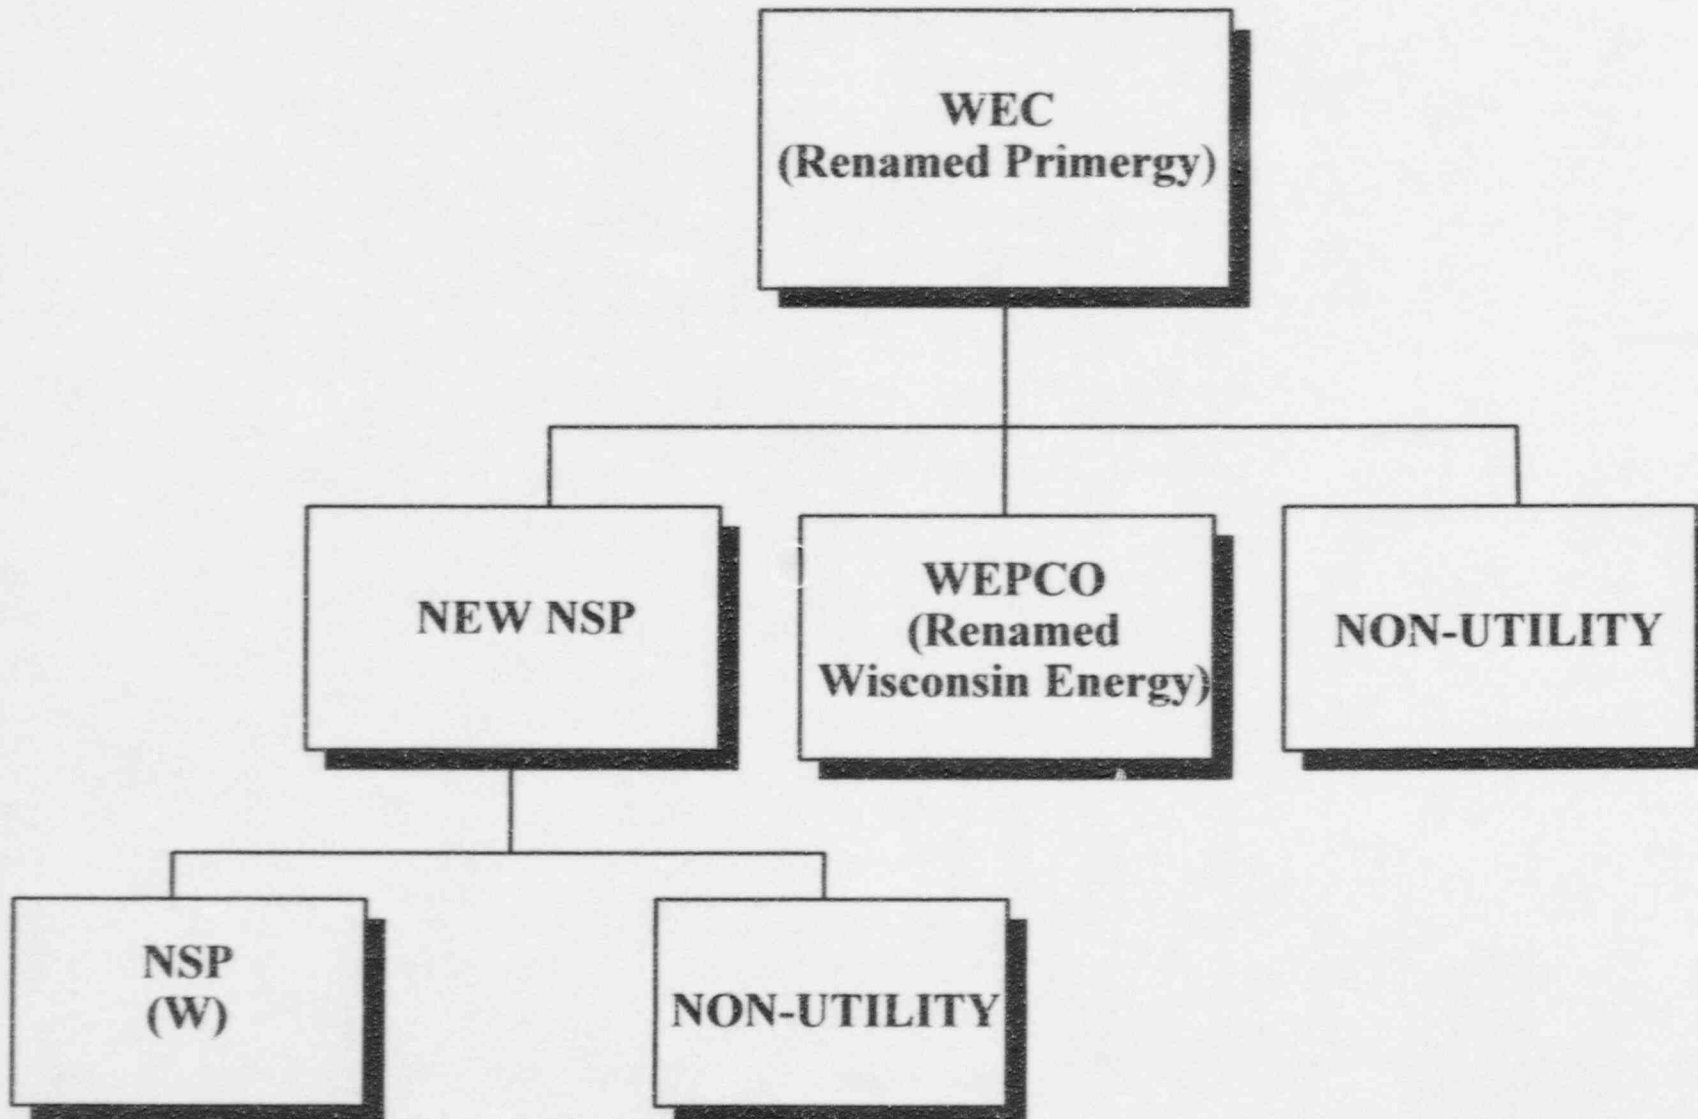 WEC
(Renamed Primergy)
NEW NSP
WEPCO
(Renamed
Wisconsin Energy)
NON-UTILITY
NSP
(W)
NON-UTILITY